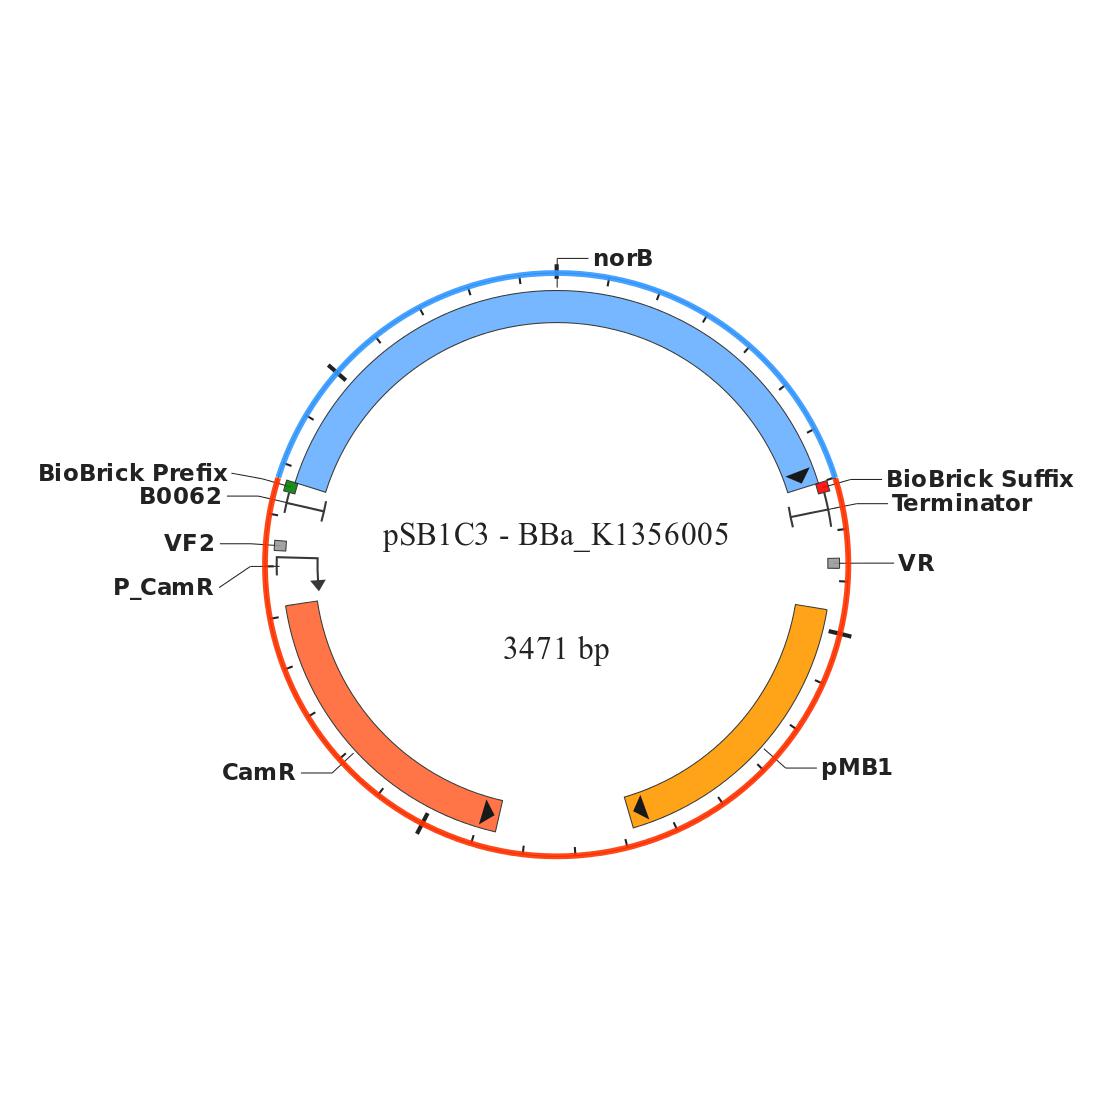 norB
BioBrick Prefix
BioBrick Suffix
B0062
Terminator
pSB1C3 - BBa_K1356005
VF2
VR
P_CamR
3471 bp
CamR
pMB1